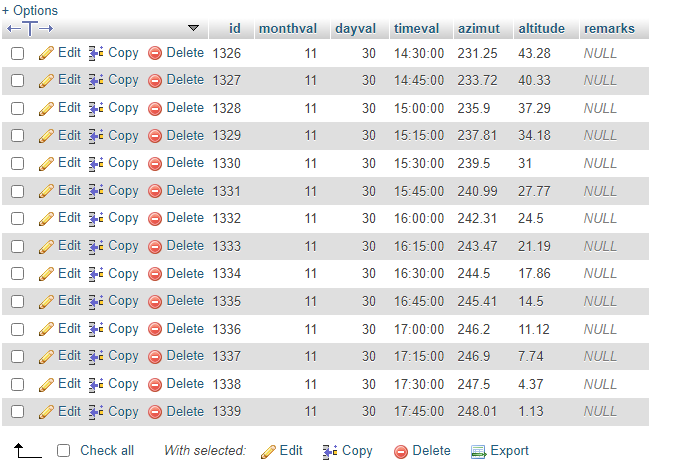 + Options
id monthval dayval timeval azimut altitude remarks
Edit Copy Delete 1326 11 30 14:30:00 231.25 43.28 NULL
Edit Copy Delete 1327 11 30 14:45:00 233.72 40.33 NULL
Edit Copy Delete 1328 11 30 15:00:00 235.9 37.29 NULL
Edit Copy Delete 1329 11 30 15:15:00 237.81 34.18 NULL
Edit Copy Delete 1330 11 30 15:30:00 239.5 31 NULL
Edit Copy Delete 1331 11 30 15:45:00 240.99 27.77 NULL
Edit Copy Delete 1332 11 30 16:00:00 242.31 24.5 NULL
Edit Copy Delete 1333 11 30 16:15:00 243.47 21.19 NULL
Edit Copy Delete 1334 11 30 16:30:00 244.5 17.86 NULL
Edit Copy Delete 1335 11 30 16:45:00 245.41 14.5 NULL
Edit Copy Delete 1336 11 30 17:00:00 246.2 11.12 NULL
Edit Copy Delete 1337 11 30 17:15:00 246.9 7.74 NULL
Edit Copy Delete 1338 11 30 17:30:00 247.5 4.37 NULL
Edit Copy Delete 1339 11 30 17:45:00 248.01 1.13 NULL
Check all With selected: Edit Copy Delete Export